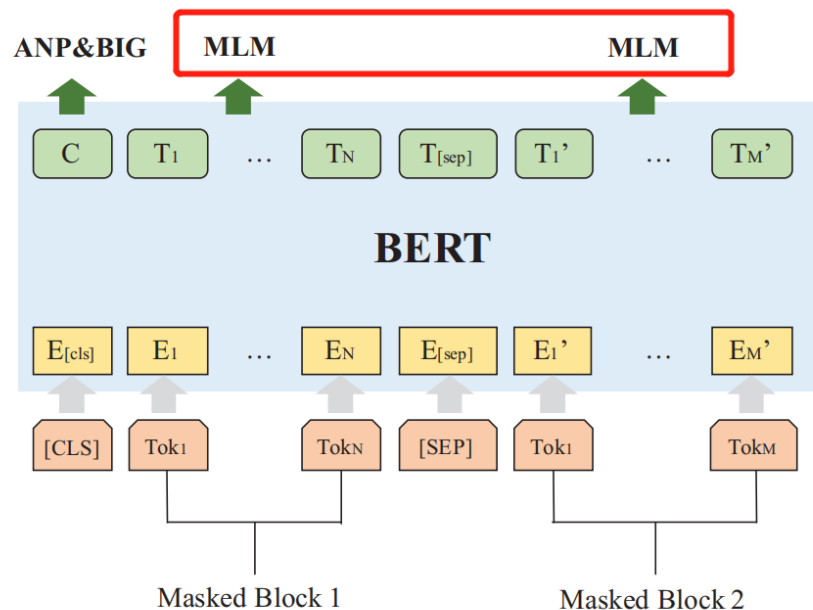 ANP&BIG MLM MLM
C T1 … TN T[sep] T1’ … TM’
BERT
E[cls] E1 … EN E[sep] E1’ … EM’
[CLS] Tok1 TokN [SEP] Tok1 TokM
Masked Block 1 Masked Block 2